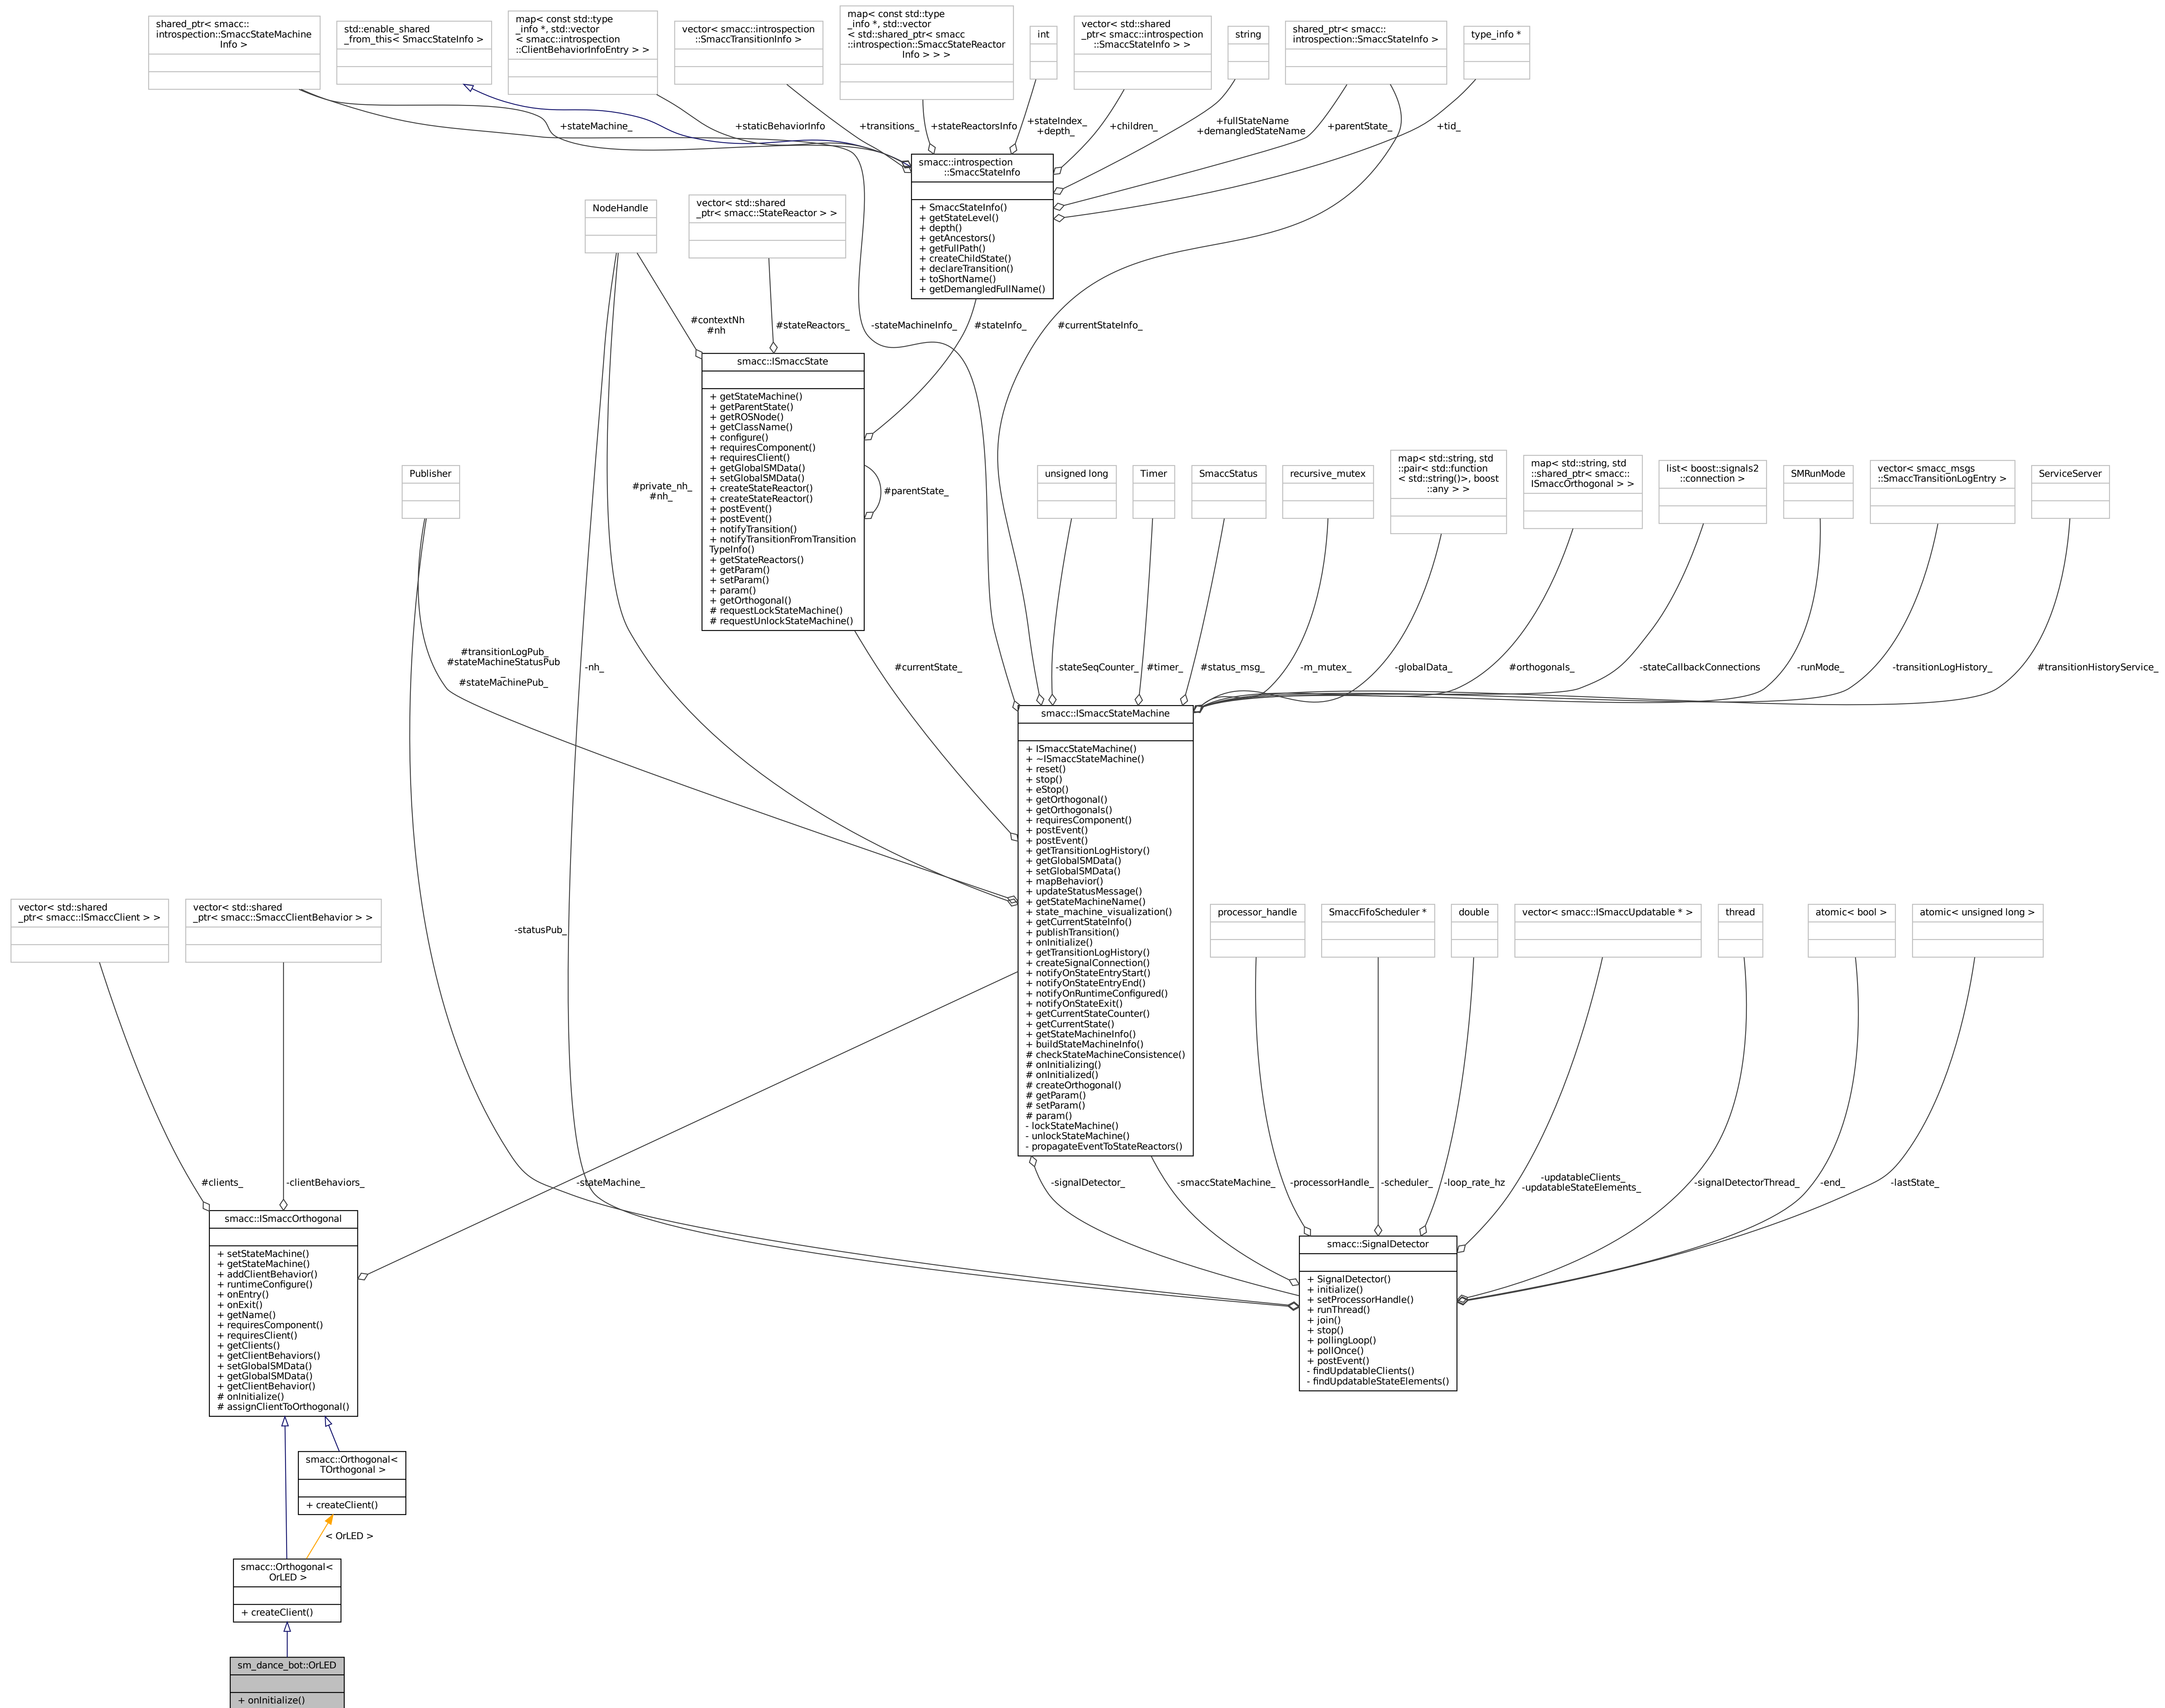 shared_ptr< smacc::
introspection::SmaccStateMachine
Info >
std::enable_shared
_from_this< SmaccStateInfo >
map< const std::type
_info *, std::vector
< smacc::introspection
::ClientBehaviorInfoEntry > >
vector< smacc::introspection
::SmaccTransitionInfo >
map< const std::type
_info *, std::vector
< std::shared_ptr< smacc
::introspection::SmaccStateReactor
Info > > >
int
vector< std::shared
_ptr< smacc::introspection
::SmaccStateInfo > >
string
shared_ptr< smacc::
introspection::SmaccStateInfo >
type_info *
+stateMachine_
+staticBehaviorInfo
+transitions_
+stateReactorsInfo
+stateIndex_
+depth_
+children_
+fullStateName
+demangledStateName
+parentState_
+tid_
smacc::introspection
::SmaccStateInfo
+ SmaccStateInfo()
+ getStateLevel()
+ depth()
+ getAncestors()
+ getFullPath()
+ createChildState()
+ declareTransition()
+ toShortName()
+ getDemangledFullName()
NodeHandle
vector< std::shared
_ptr< smacc::StateReactor > >
#contextNh
#nh
#stateReactors_
-stateMachineInfo_
#stateInfo_
#currentStateInfo_
smacc::ISmaccState
+ getStateMachine()
+ getParentState()
+ getROSNode()
+ getClassName()
+ configure()
+ requiresComponent()
+ requiresClient()
+ getGlobalSMData()
+ setGlobalSMData()
+ createStateReactor()
+ createStateReactor()
+ postEvent()
+ postEvent()
+ notifyTransition()
+ notifyTransitionFromTransition
TypeInfo()
+ getStateReactors()
+ getParam()
+ setParam()
+ param()
+ getOrthogonal()
# requestLockStateMachine()
# requestUnlockStateMachine()
#parentState_
Publisher
#private_nh_
#nh_
unsigned long
Timer
SmaccStatus
recursive_mutex
map< std::string, std
::pair< std::function
< std::string()>, boost
::any > >
map< std::string, std
::shared_ptr< smacc::
ISmaccOrthogonal > >
list< boost::signals2
::connection >
SMRunMode
vector< smacc_msgs
::SmaccTransitionLogEntry >
ServiceServer
#transitionLogPub_
#stateMachineStatusPub
_
#stateMachinePub_
-nh_
#currentState_
-stateSeqCounter_
#timer_
#status_msg_
-m_mutex_
-globalData_
#orthogonals_
-stateCallbackConnections
-runMode_
-transitionLogHistory_
#transitionHistoryService_
smacc::ISmaccStateMachine
+ ISmaccStateMachine()
+ ~ISmaccStateMachine()
+ reset()
+ stop()
+ eStop()
+ getOrthogonal()
+ getOrthogonals()
+ requiresComponent()
+ postEvent()
+ postEvent()
+ getTransitionLogHistory()
+ getGlobalSMData()
+ setGlobalSMData()
+ mapBehavior()
+ updateStatusMessage()
+ getStateMachineName()
+ state_machine_visualization()
+ getCurrentStateInfo()
+ publishTransition()
+ onInitialize()
+ getTransitionLogHistory()
+ createSignalConnection()
+ notifyOnStateEntryStart()
+ notifyOnStateEntryEnd()
+ notifyOnRuntimeConfigured()
+ notifyOnStateExit()
+ getCurrentStateCounter()
+ getCurrentState()
+ getStateMachineInfo()
+ buildStateMachineInfo()
# checkStateMachineConsistence()
# onInitializing()
# onInitialized()
# createOrthogonal()
# getParam()
# setParam()
# param()
- lockStateMachine()
- unlockStateMachine()
- propagateEventToStateReactors()
vector< std::shared
_ptr< smacc::ISmaccClient > >
vector< std::shared
_ptr< smacc::SmaccClientBehavior > >
-statusPub_
processor_handle
SmaccFifoScheduler *
double
vector< smacc::ISmaccUpdatable * >
thread
atomic< bool >
atomic< unsigned long >
#clients_
-clientBehaviors_
-stateMachine_
-signalDetector_
-smaccStateMachine_
-processorHandle_
-scheduler_
-loop_rate_hz
-updatableClients_
-updatableStateElements_
-signalDetectorThread_
-end_
-lastState_
smacc::ISmaccOrthogonal
+ setStateMachine()
+ getStateMachine()
+ addClientBehavior()
+ runtimeConfigure()
+ onEntry()
+ onExit()
+ getName()
+ requiresComponent()
+ requiresClient()
+ getClients()
+ getClientBehaviors()
+ setGlobalSMData()
+ getGlobalSMData()
+ getClientBehavior()
# onInitialize()
# assignClientToOrthogonal()
smacc::SignalDetector
+ SignalDetector()
+ initialize()
+ setProcessorHandle()
+ runThread()
+ join()
+ stop()
+ pollingLoop()
+ pollOnce()
+ postEvent()
- findUpdatableClients()
- findUpdatableStateElements()
smacc::Orthogonal<
TOrthogonal >
+ createClient()
< OrLED >
smacc::Orthogonal<
OrLED >
+ createClient()
sm_dance_bot::OrLED
+ onInitialize()